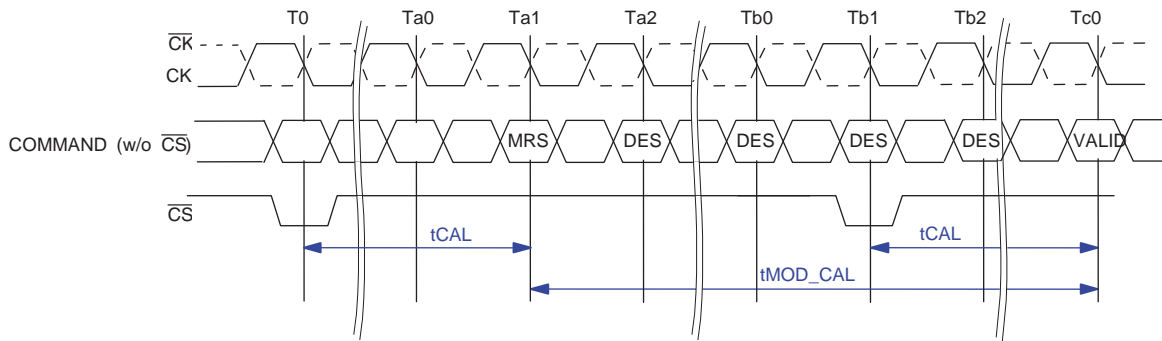 T0 Ta0 Ta1 Ta2 Tb0 Tb1 Tb2 Tc0
CK
CK
COMMAND (w/o CS) MRS DES DES DES DES VALID
CS
tCAL tCAL
tMOD_CAL